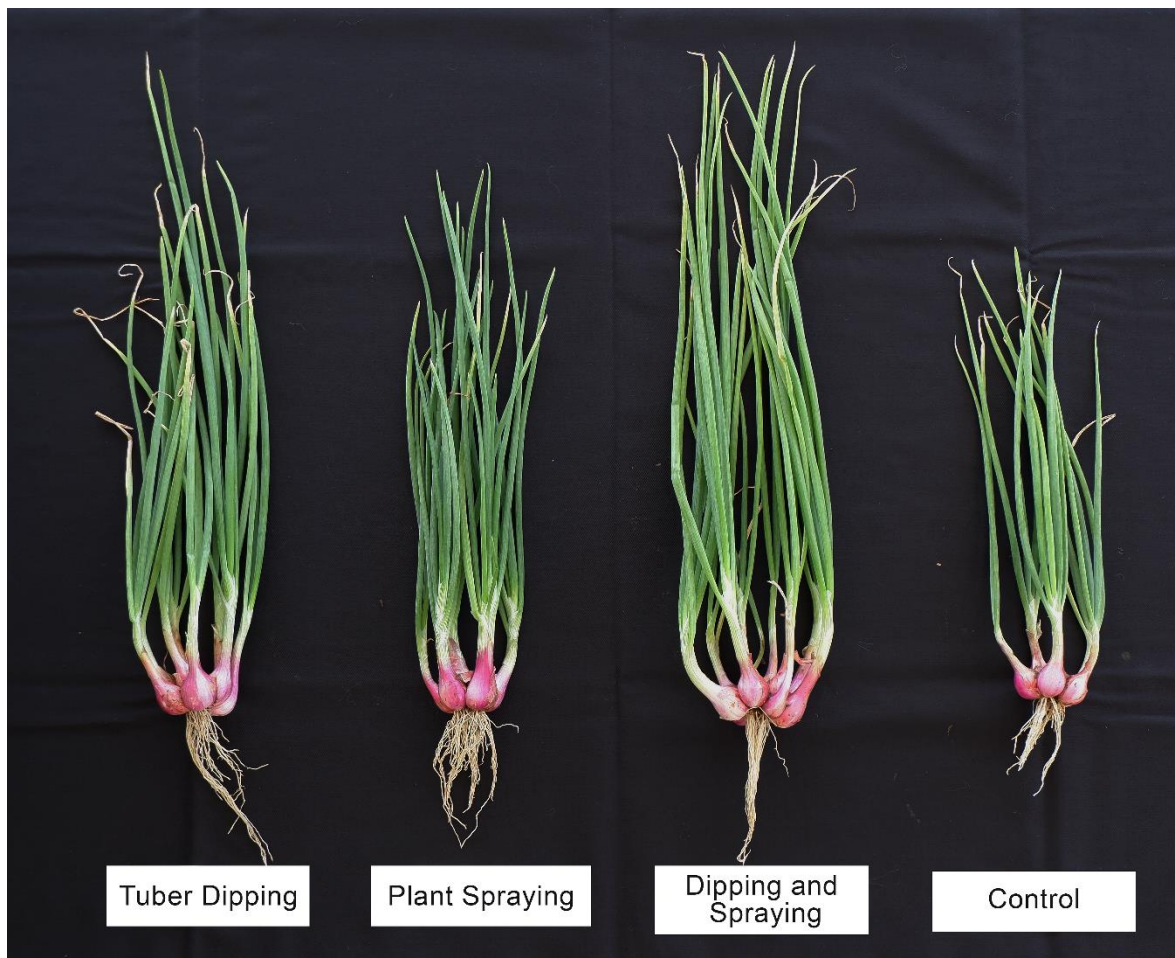 Tuber Dipping
Plant Spraying
Dipping and
Spraying
Control